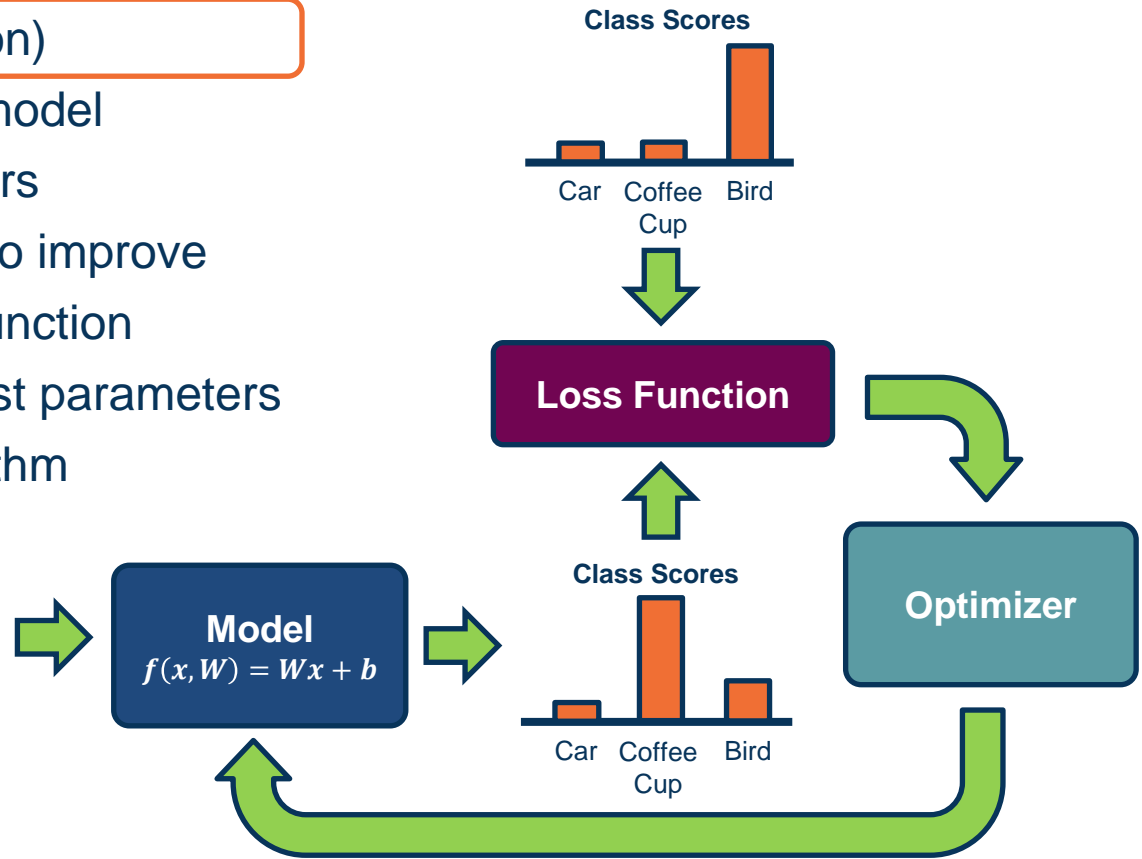 on)
model
rs
o improve
unction
st parameters
thm
Class Scores
Car Coffee Cup Bird
Loss Function
Optimizer
Model
f(x, W) = Wx + b
Class Scores
Car Coffee Cup Bird